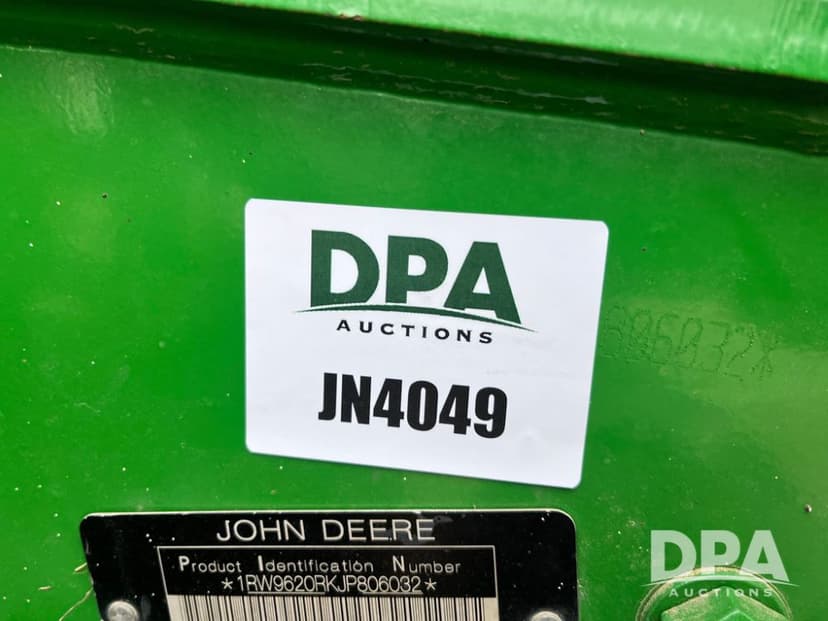 DPA
AUCTIONS
806032X
JN4049
JOHN DEERE
Product Identification Number
*1RW9620RKJP806032*
DPA
AUCTIONS